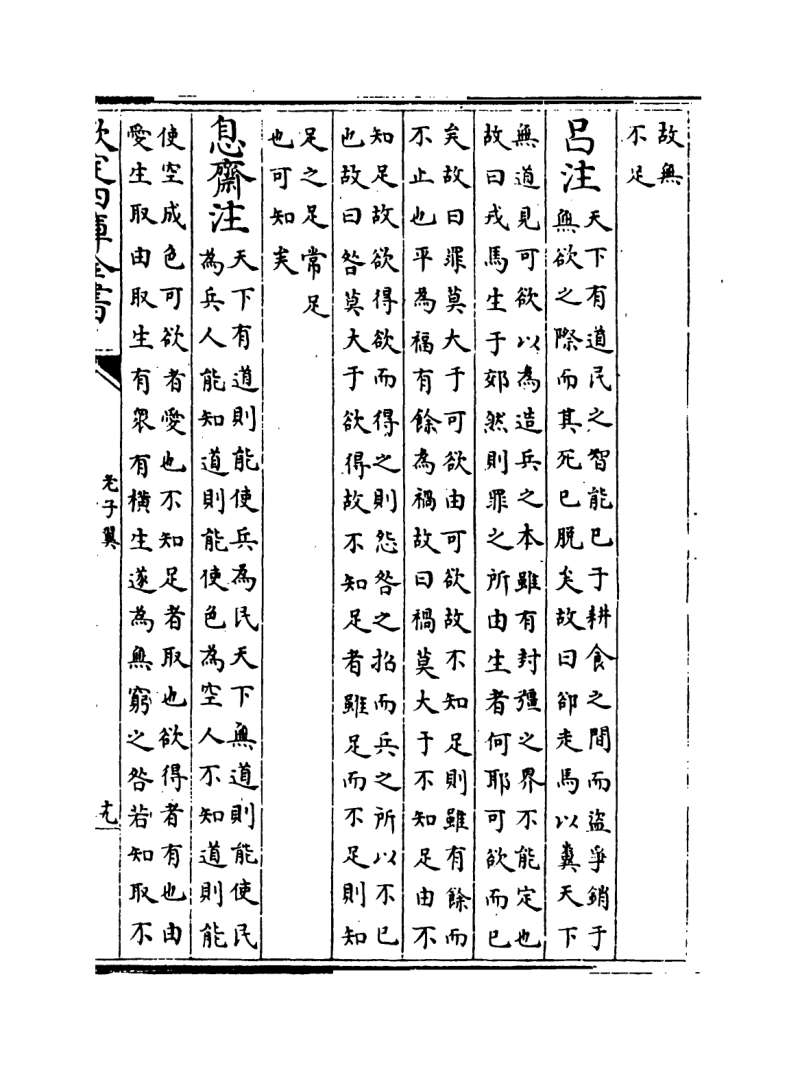 故無
不足
呂注天下有道民之智能已于耕食之間而盜爭銷于
無欲之際而其死已脫矣故曰卻走馬以糞天下
無道見可欲以為造兵之本雖有封彊之界不能定也
故曰戎馬生于郊然則罪之所由生者何耶可欲而已
矣故曰罪莫大于可欲由可欲故不知足則雖有餘而
不止也平為福有餘為禍故曰禍莫大于不知足由不
知足故欲得欲而得之則怨咎之招而兵之所以不已
也故曰咎莫大于欲得故不知足者雖足而不足則知
足之足常足
也可知矣
息齋注天下有道則能使兵為民天下無道則能使民
為兵人能知道則能使色為空人不知道則能
使空成色可欲者愛也不知足者取也欲得者有也由
愛生取由取生有衆有橫生遂為無窮之咎若知取不
欽定四庫全書
老子翼
十九